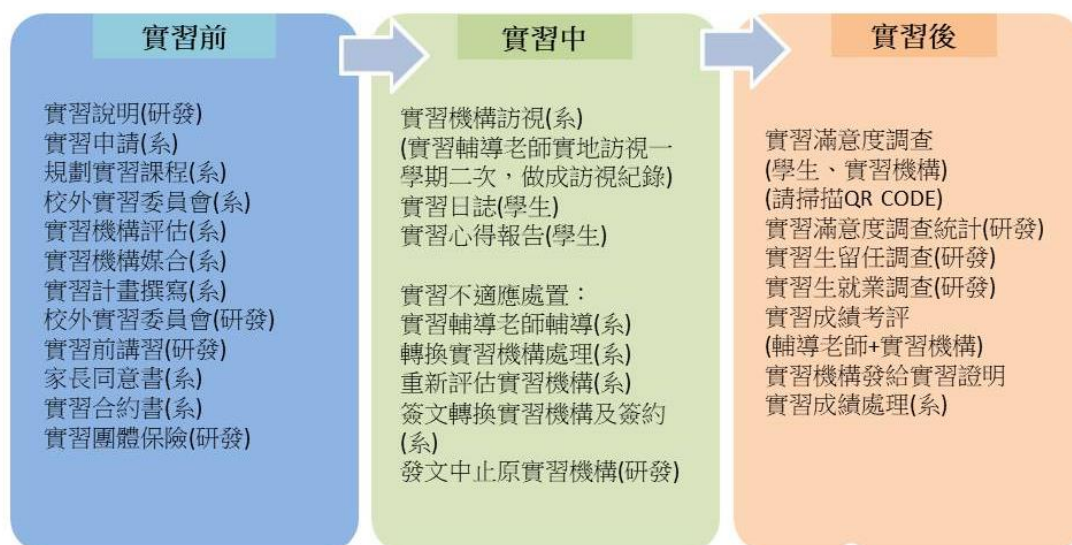 實習前
實習說明(研發)
實習申請(系)
規劃實習課程(系)
校外實習委員會(系)
實習機構評估(系)
實習機構媒合(系)
實習計畫撰寫(系)
校外實習委員會(研發)
實習前講習(研發)
家長同意書(系)
實習合約書(系)
實習團體保險(研發)
實習中
實習機構訪視(系)
(實習輔導老師實地訪視一
學期二次，做成訪視紀錄)
實習日誌(學生)
實習心得報告(學生)
實習不適應處置：
實習輔導老師輔導(系)
轉換實習機構處理(系)
重新評估實習機構(系)
簽文轉換實習機構及簽約
(系)
發文中止原實習機構(研發)
實習後
實習滿意度調查
(學生、實習機構)
(請掃描QR CODE)
實習滿意度調查統計(研發)
實習生留任調查(研發)
實習生就業調查(研發)
實習成績考評
(輔導老師+實習機構)
實習機構發給實習證明
實習成績處理(系)